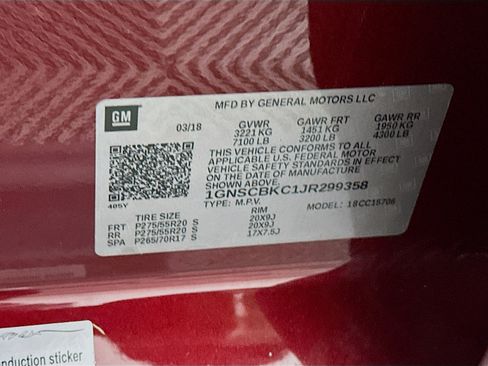 GM
MFD BY GENERAL MOTORS LLC
03/18 GVWR GAWR FRT GAWR RR
3221 KG 1451 KG 1950 KG
7100 LB 3200 LB 4300 LB
THIS VEHICLE CONFORMS TO ALL
APPLICABLE U.S. FEDERAL MOTOR
VEHICLE SAFETY STANDARDS IN EFFECT
ON THE DATE OF MANUFACTURE
SHOWN ABOVE.
1GNSCBKC1JR299358
TYPE: M.P.V. MODEL: 18CC15706
405Y
TIRE SIZE RIM
FRT P275/55R20 S 20X9J
RR P275/55R20 S 20X9J
SPA P265/70R17 S 17X7.5J
nduction sticker